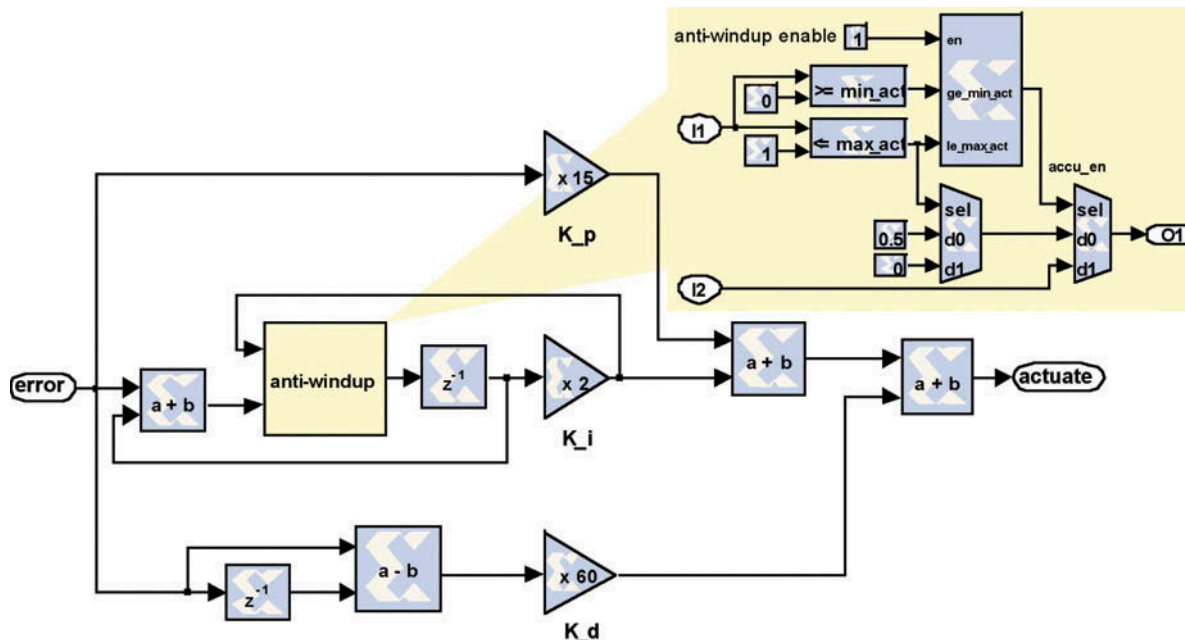 anti-windup enable
1
en
>= min_act
0
ge_min_act
I1
<= max_act
1
le_max_act
accu_en
x 15
K_p
sel
d0
d1
0.5
0
sel
d0
d1
O1
I2
error
a + b
anti-windup
z-1
x 2
K_i
a + b
a + b
actuate
z-1
a - b
x 60
K_d